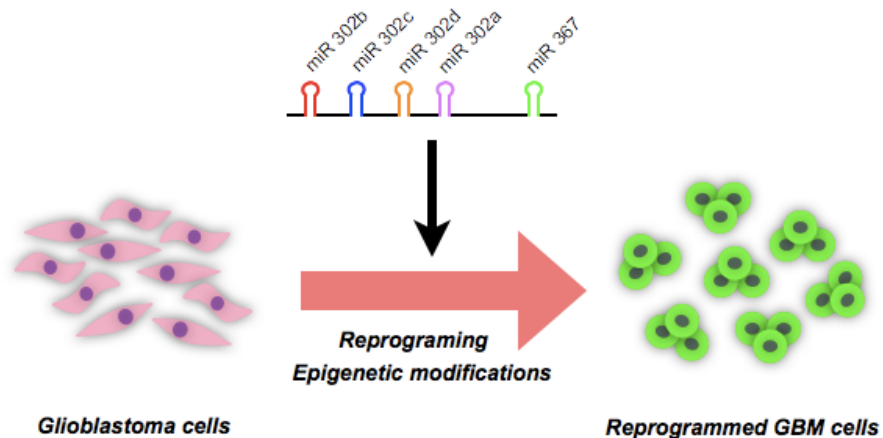 miR 302b
miR 302c
miR 302d
miR 302a
miR 367
Reprograming
Epigenetic modifications
Glioblastoma cells
Reprogrammed GBM cells